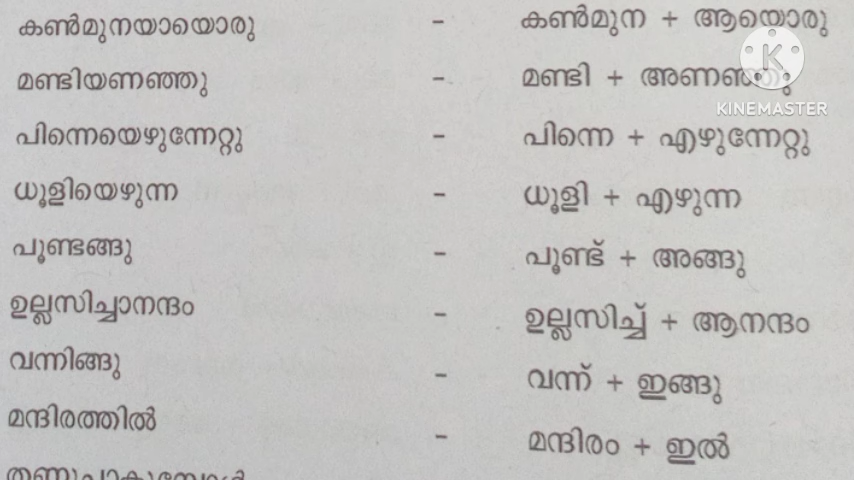 കൺമുനയായൊരു - കൺമുന + ആയൊരു
മണ്ടിയണഞ്ഞു - മണ്ടി + അണഞ്ഞു
KINEMASTER
പിന്നെയെഴുന്നേറ്റു - പിന്നെ + എഴുന്നേറ്റു
ധൂളിയെഴുന്ന - ധൂളി + എഴുന്ന
പൂണ്ടങ്ങു - പൂണ്ട് + അങ്ങു
ഉല്ലസിച്ചാനന്ദം - ഉല്ലസിച്ച് + ആനന്ദം
വന്നിങ്ങു - വന്ന് + ഇങ്ങു
മന്ദിരത്തിൽ - മന്ദിരം + ഇൽ